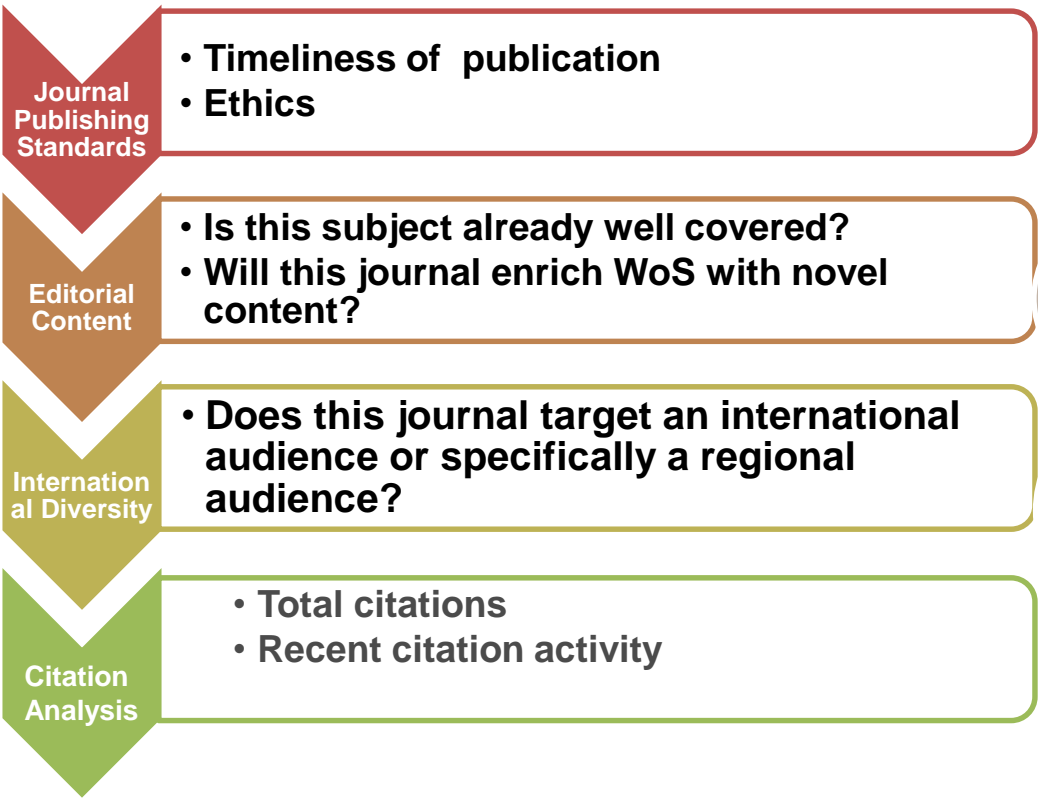 Journal
Publishing
Standards
• Timeliness of  publication
• Ethics
Editorial
Content
• Is this subject already well covered?
• Will this journal enrich WoS with novel
content?
Internation
al Diversity
• Does this journal target an international
audience or specifically a regional
audience?
Citation
Analysis
• Total citations
• Recent citation activity